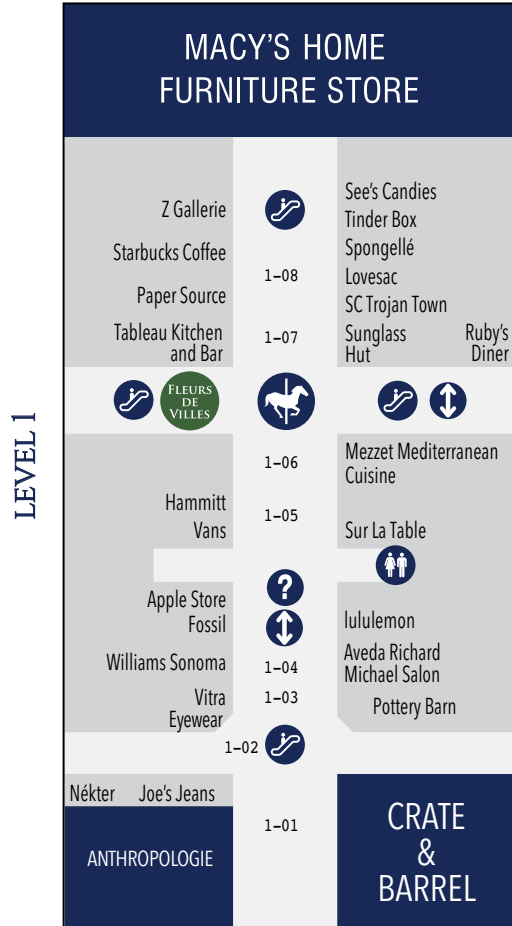 MACY'S HOME
FURNITURE STORE
Z Gallerie
Starbucks Coffee
Paper Source
Tableau Kitchen
and Bar
1–08
1–07
See's Candies
Tinder Box
Spongellé
Lovesac
SC Trojan Town
Sunglass
Hut
Ruby's
Diner
FLEURS
DE
VILLES
LEVEL 1
1–06
1–05
Mezzet Mediterranean
Cuisine
Hammitt
Vans
Sur La Table
?
Apple Store
Fossil
Williams Sonoma
Vitra
Eyewear
1–04
1–03
1–02
lululemon
Aveda Richard
Michael Salon
Pottery Barn
Nékter
Joe's Jeans
1–01
ANTHROPOLOGIE
CRATE
&
BARREL